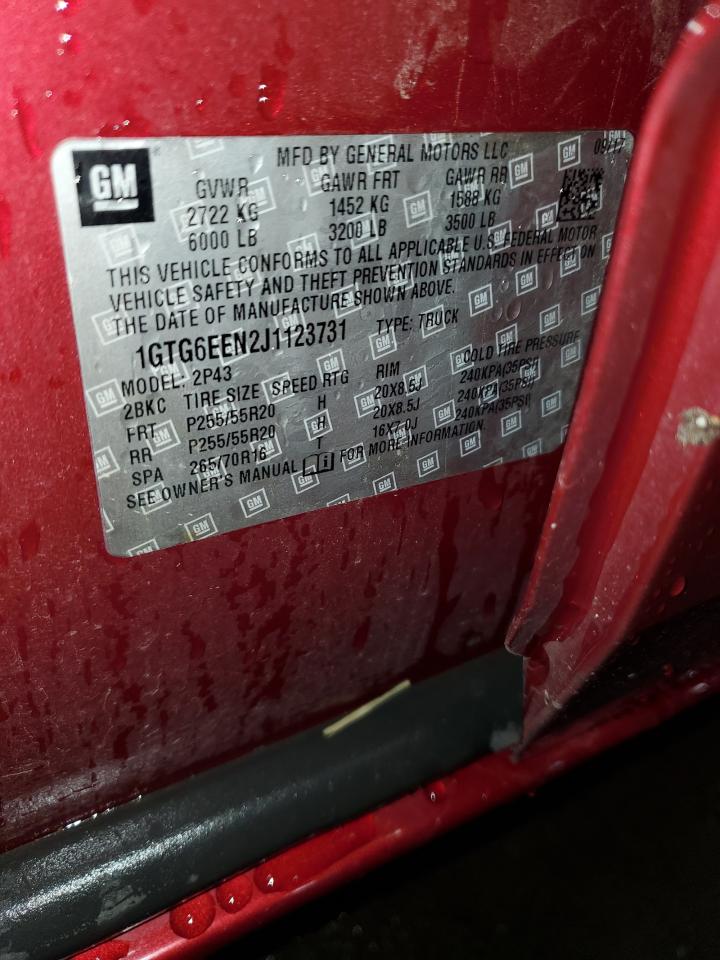 GM
MFD BY GENERAL MOTORS LLC 09/17
GVWR GAWR FRT GAWR RR
2722 KG 1452 KG 1588 KG
6000 LB 3200 LB 3500 LB
THIS VEHICLE CONFORMS TO ALL APPLICABLE U.S. FEDERAL MOTOR
VEHICLE SAFETY AND THEFT PREVENTION STANDARDS IN EFFECT ON
THE DATE OF MANUFACTURE SHOWN ABOVE.
1GTG6EEN2J1123731 TYPE: TRUCK
MODEL: 2P43
2BKC TIRE SIZE SPEED RTG RIM COLD TIRE PRESSURE
FRT P255/55R20 H 20X8.5J 240KPA(35PSI)
RR P255/55R20 H 20X8.5J 240KPA(35PSI)
SPA 265/70R16 T 16X7.0J 240KPA(35PSI)
SEE OWNER'S MANUAL FOR MORE INFORMATION.